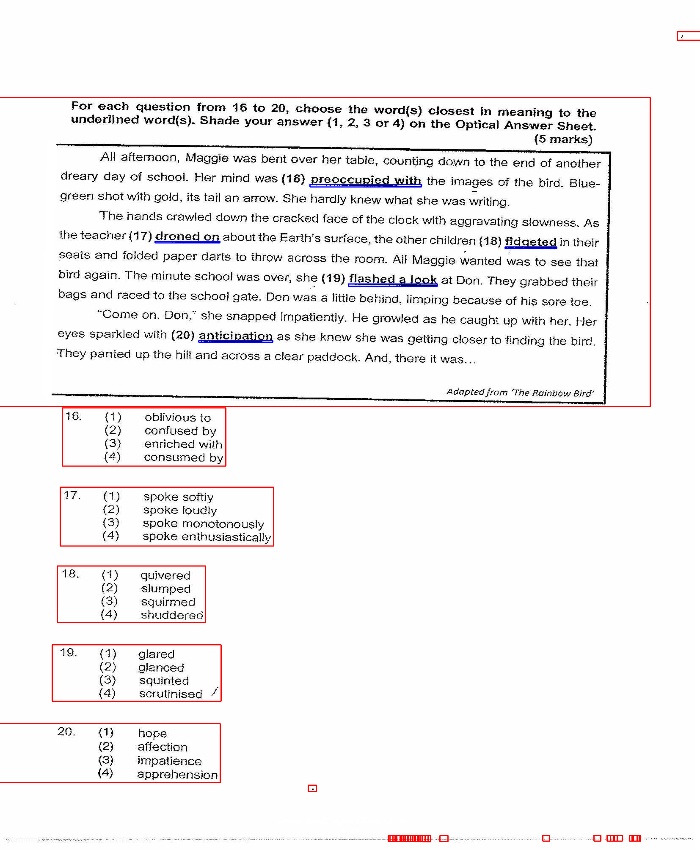 For each question from 16 to 20, choose the word(s) closest in meaning to the
underlined word(s). Shade your answer (1, 2, 3 or 4) on the Optical Answer Sheet.
(5 marks)
All afternoon, Maggie was bent over her table, counting down to the end of another
dreary day of school. Her mind was (16) preoccupied with the images of the bird. Blue-
green shot with gold, its tail an arrow. She hardly knew what she was writing.
The hands crawled down the cracked face of the clock with aggravating slowness. As
the teacher (17) droned on about the Earth's surface, the other children (18) fidgeted in their
seats and folded paper darts to throw across the room. All Maggie wanted was to see that
bird again. The minute school was over, she (19) flashed a look at Don. They grabbed their
bags and raced to the school gate. Don was a little behind, limping because of his sore toe.
"Come on, Don," she snapped impatiently. He growled as he caught up with her. Her
eyes sparkled with (20) anticipation as she knew she was getting closer to finding the bird.
They panted up the hill and across a clear paddock. And, there it was...
Adapted from 'The Rainbow Bird'
16. (1) oblivious to
(2) confused by
(3) enriched with
(4) consumed by
17. (1) spoke softly
(2) spoke loudly
(3) spoke monotonously
(4) spoke enthusiastically
18. (1) quivered
(2) slumped
(3) squirmed
(4) shuddered
19. (1) glared
(2) glanced
(3) squinted
(4) scrutinised
20. (1) hope
(2) affection
(3) impatience
(4) apprehension